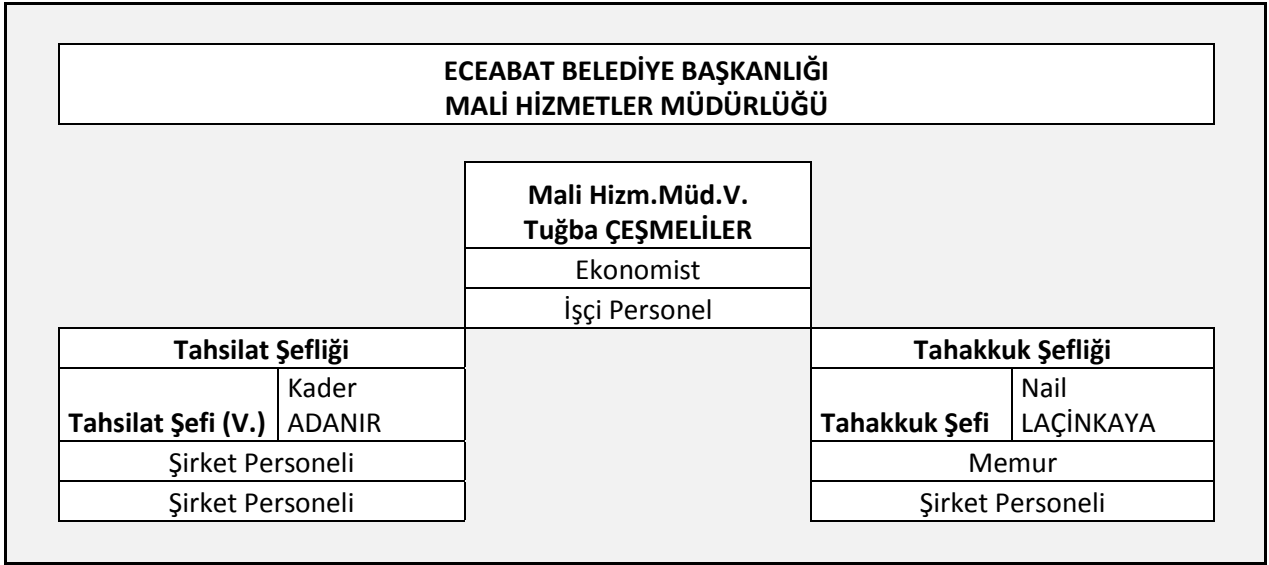 ECEABAT BELEDİYE BAŞKANLIĞI
MALİ HİZMETLER MÜDÜRLÜĞÜ
Mali Hizm.Müd.V.
Tuğba ÇEŞMELİLER
Ekonomist
İşçi Personel
Tahsilat Şefliği
Tahsilat Şefi (V.)
Kader
ADANIR
Şirket Personeli
Şirket Personeli
Tahakkuk Şefliği
Tahakkuk Şefi
Nail
LAÇİNKAYA
Memur
Şirket Personeli